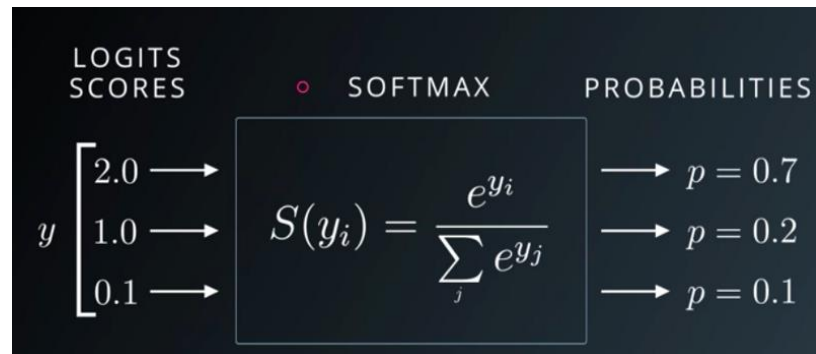 LOGITS
SCORES
SOFTMAX
PROBABILITIES
y
2.0
1.0
0.1
S(y_i) = \frac{e^{y_i}}{\sum_j e^{y_j}}
p = 0.7
p = 0.2
p = 0.1